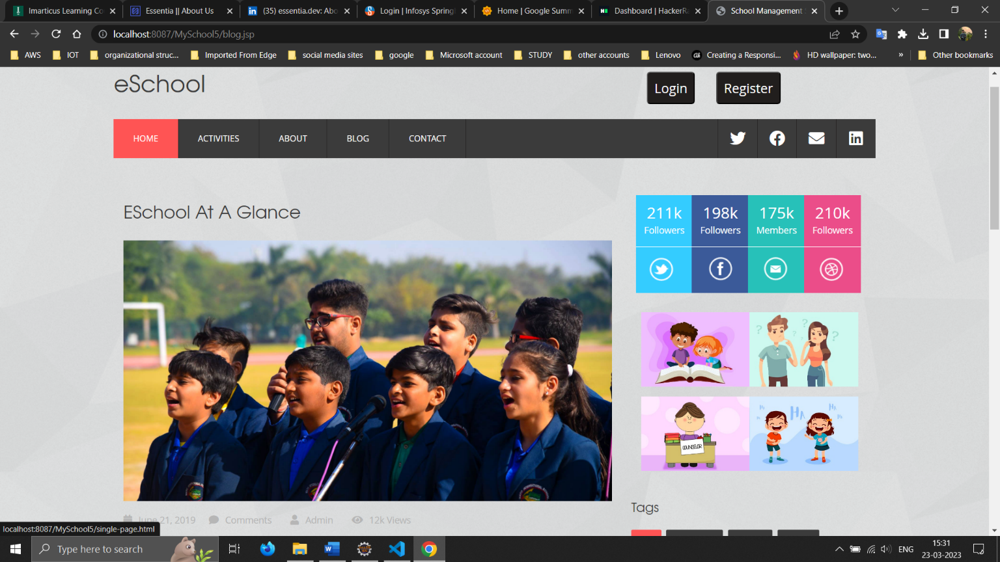 Imarticus Learning Co
Essentia || About Us
(35) essentia.dev: Abo
Login | Infosys Spring
Home | Google Summ
Dashboard | HackerRa
School Management S
localhost:8087/MySchool5/blog.jsp
AWS
IOT
organizational struc...
Imported From Edge
social media sites
google
Microsoft account
STUDY
other accounts
Lenovo
Creating a Responsi...
HD wallpaper: two...
»
Other bookmarks
eSchool
Login
Register
HOME
ACTIVITIES
ABOUT
BLOG
CONTACT
ESchool At A Glance
211k
Followers
198k
Followers
175k
Members
210k
Followers
COUNSELOR
Tags
June 21, 2019
Comments
Admin
12k Views
localhost:8087/MySchool5/single-page.html
Type here to search
ENG
15:31
23-03-2023